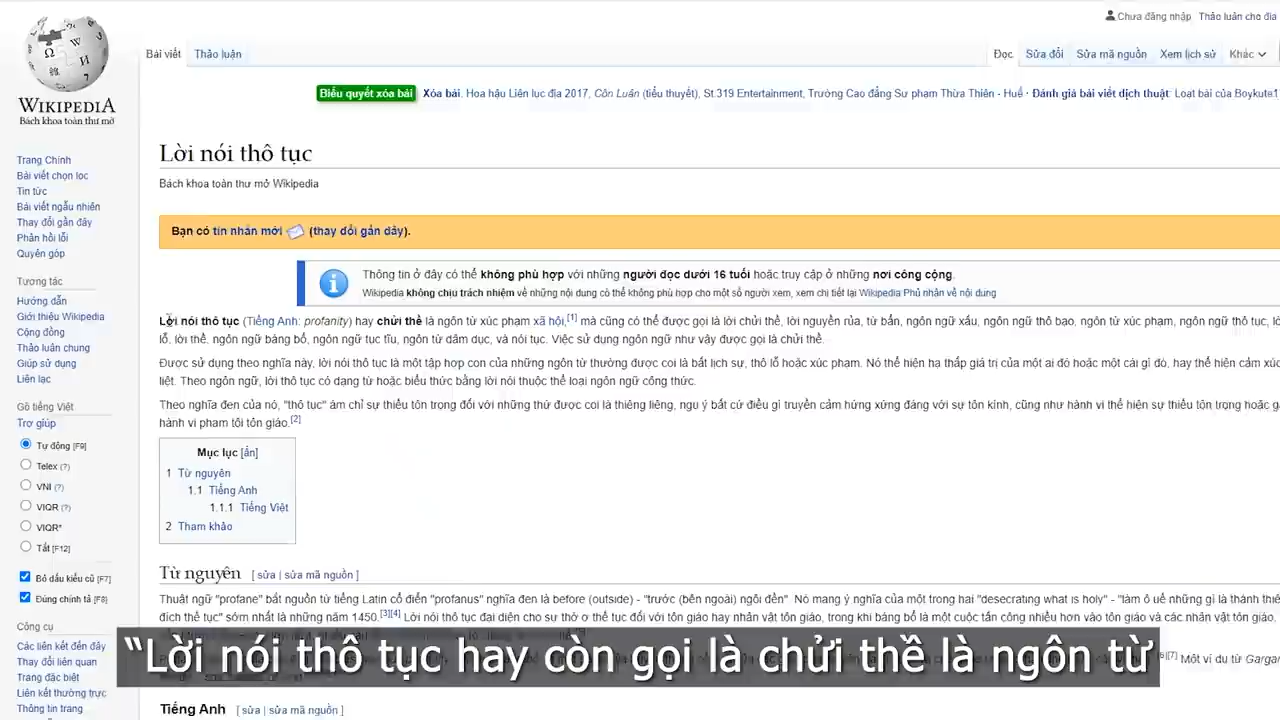 Chưa đăng nhập Thảo luận cho địa
Bài viết Thảo luận Đọc Sửa đổi Sửa mã nguồn Xem lịch sử Khác
WIKIPEDIA
Bách khoa toàn thư mở
Biểu quyết xóa bài Xóa bài. Hoa hậu Liên lục địa 2017, Côn Luân (tiểu thuyết), St.319 Entertainment, Trường Cao đẳng Sư phạm Thừa Thiên - Huế · Đánh giá bài viết dịch thuật: Loạt bài của Boykute1
Lời nói thô tục
Bách khoa toàn thư mở Wikipedia
Bạn có tin nhắn mới (thay đổi gần đây).
Thông tin ở đây có thể không phù hợp với những người đọc dưới 16 tuổi hoặc truy cập ở những nơi công cộng.
Wikipedia không chịu trách nhiệm về những nội dung có thể không phù hợp cho một số người xem, xem chi tiết lại Wikipedia:Phủ nhận về nội dung
Lời nói thô tục (Tiếng Anh: profanity) hay chửi thề là ngôn từ xúc phạm xã hội,[1] mà cũng có thể được gọi là lời chửi thề, lời nguyền rủa, từ bẩn, ngôn ngữ xấu, ngôn ngữ thô bạo, ngôn từ xúc phạm, ngôn ngữ thô tục,
lỗ, lời thề, ngôn ngữ báng bổ, ngôn ngữ tục tĩu, ngôn từ dâm dục, và nói tục. Việc sử dụng ngôn ngữ như vậy được gọi là chửi thề.
Được sử dụng theo nghĩa này, lời nói thô tục là một tập hợp con của những ngôn từ thường được coi là bất lịch sự, thô lỗ hoặc xúc phạm. Nó thể hiện hạ thấp giá trị của một ai đó hoặc một cái gì đó, hay thể hiện cảm xúc
liệt. Theo ngôn ngữ, lời thô tục có dạng từ hoặc biểu thức bằng lời nói thuộc thể loại ngôn ngữ công thức.
Theo nghĩa đen của nó, "thô tục" ám chỉ sự thiếu tôn trọng đối với những thứ được coi là thiêng liêng, ngụ ý bất cứ điều gì truyền cảm hứng xứng đáng với sự tôn kính, cũng như hành vi thể hiện sự thiếu tôn trọng hoặc
hành vi phạm tội tôn giáo.[2]
Mục lục [ẩn]
1 Từ nguyên
1.1 Tiếng Anh
1.1.1 Tiếng Việt
2 Tham khảo
Từ nguyên [ sửa | sửa mã nguồn ]
Thuật ngữ "profane" bắt nguồn từ tiếng Latin cổ điển "profanus" nghĩa đen là before (outside) - "trước (bên ngoài) ngôi đền". Nó mang ý nghĩa của một trong hai "desecrating what is holy" - "làm ô uế những gì là thánh
đích thế tục" sớm nhất là những năm 1450.[3][4] Lời nói thô tục đại diện cho sự thờ ơ thế tục đối với tôn giáo hay nhân vật tôn giáo, trong khi báng bổ là một cuộc tấn công nhiều hơn vào tôn giáo và các nhân vật tôn giáo,
[6][7] Một ví dụ từ
Tiếng Anh [ sửa | sửa mã nguồn ]
Trang Chính
Bài viết chọn lọc
Tin tức
Bài viết ngẫu nhiên
Thay đổi gần đây
Phản hồi lỗi
Quyên góp
Tương tác
Hướng dẫn
Giới thiệu Wikipedia
Cộng đồng
Thảo luận chung
Giúp sử dụng
Liên lạc
Gõ tiếng Việt
Trợ giúp
Tự động [F9]
Telex (?)
VNI (?)
VIQR (?)
VIQR*
Tắt [F12]
Bỏ dấu kiểu cũ [F7]
Đúng chính tả [F8]
Công cụ
Các liên kết đến đây
Thay đổi liên quan
Trang đặc biệt
Liên kết thường trực
Thông tin trang
“Lời nói thô tục hay còn gọi là chửi thề là ngôn từ